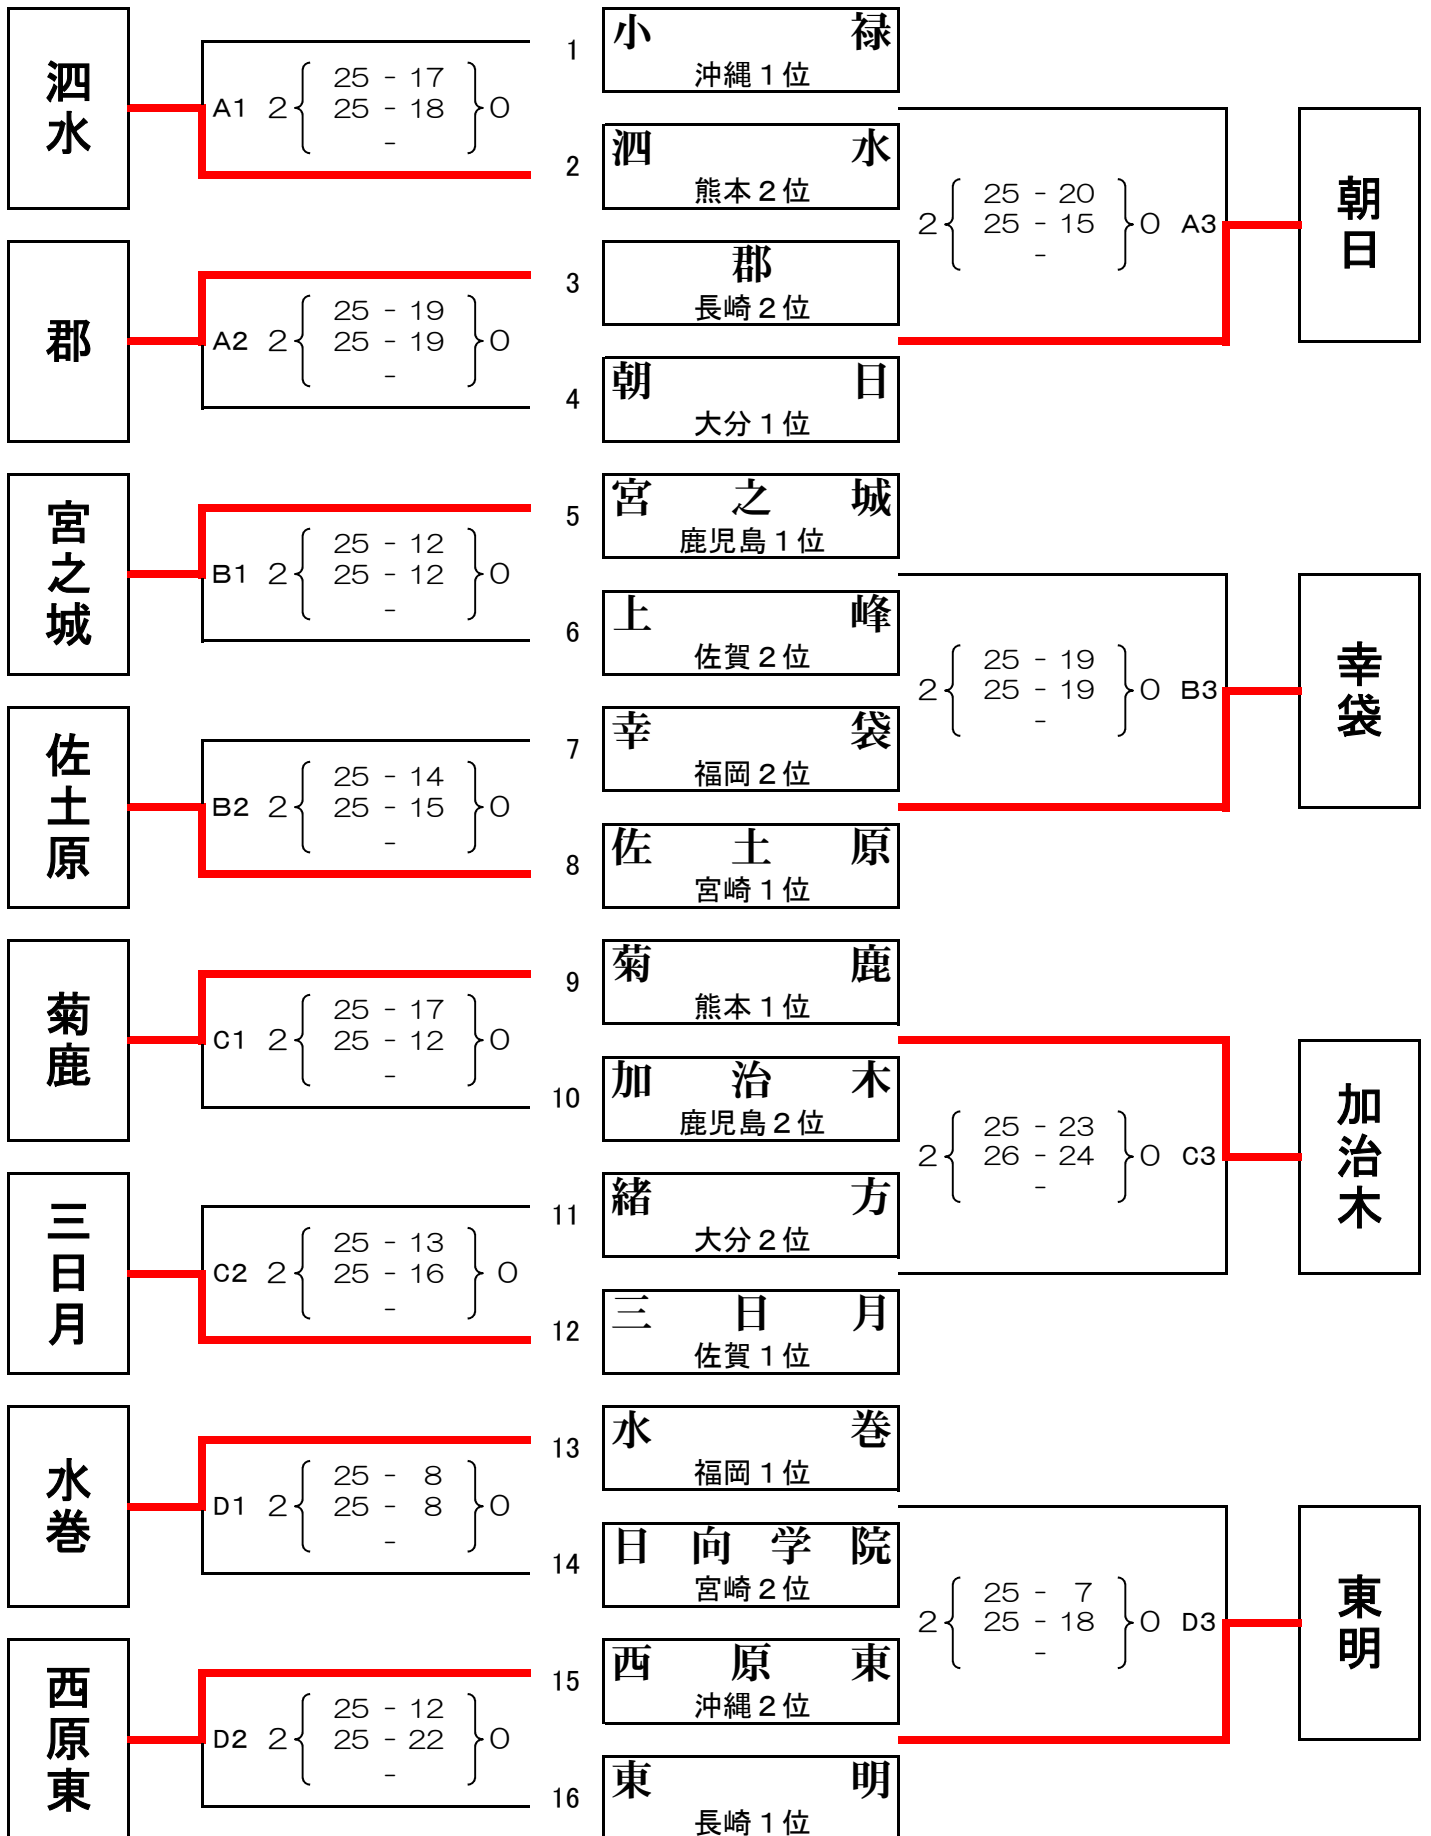 泗水
A1 2 25 - 17 0
25 - 18
-
1 小禄
沖縄1位
2 泗水
熊本2位
郡
A2 2 25 - 19 0
25 - 19
-
3 郡
長崎2位
4 朝日
大分1位
2 25 - 20 0 A3
25 - 15
-
朝日
宮之城
B1 2 25 - 12 0
25 - 12
-
5 宮之城
鹿児島1位
6 上峰
佐賀2位
佐土原
B2 2 25 - 14 0
25 - 15
-
7 幸袋
福岡2位
8 佐土原
宮崎1位
2 25 - 19 0 B3
25 - 19
-
幸袋
菊鹿
C1 2 25 - 17 0
25 - 12
-
9 菊鹿
熊本1位
10 加治木
鹿児島2位
三日月
C2 2 25 - 13 0
25 - 16
-
11 緒方
大分2位
12 三日月
佐賀1位
2 25 - 23 0 C3
26 - 24
-
加治木
水巻
D1 2 25 - 8 0
25 - 8
-
13 水巻
福岡1位
14 日向学院
宮崎2位
西原東
D2 2 25 - 12 0
25 - 22
-
15 西原東
沖縄2位
16 東明
長崎1位
2 25 - 7 0 D3
25 - 18
-
東明